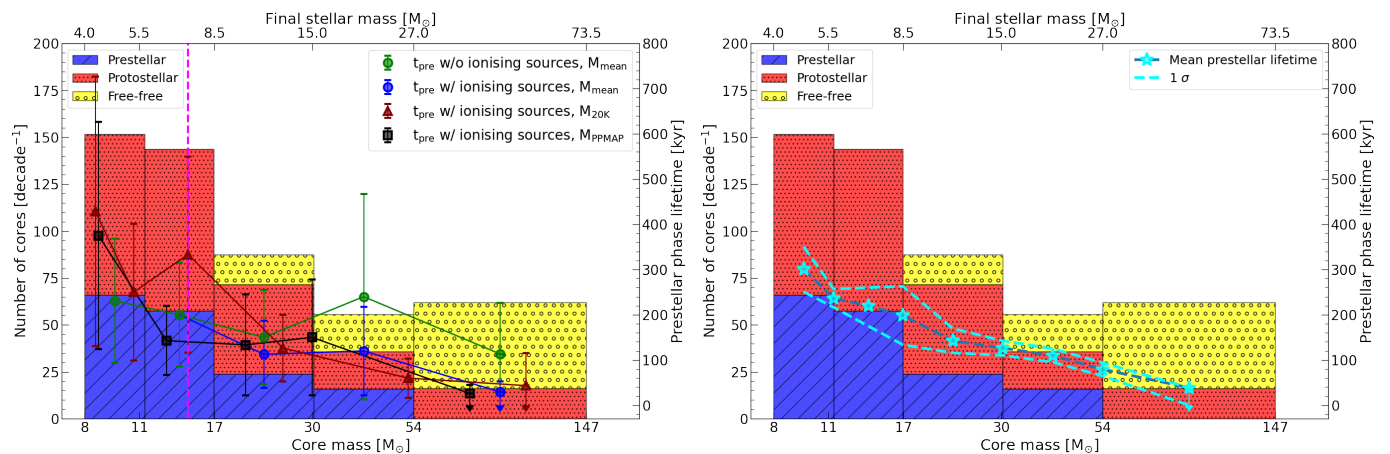 Final stellar mass [M⊙]
4.0 5.5 8.5 15.0 27.0 73.5
200 175 150 125 100 75 50 25 0
Number of cores [decade⁻¹]
Prestellar
Protostellar
Free-free
t_pre w/o ionising sources, M_mean
t_pre w/ ionising sources, M_mean
t_pre w/ ionising sources, M_20K
t_pre w/ ionising sources, M_PPMAP
800 700 600 500 400 300 200 100 0
Prestellar phase lifetime [kyr]
8 11 17 30 54 147
Core mass [M⊙]
Final stellar mass [M⊙]
4.0 5.5 8.5 15.0 27.0 73.5
200 175 150 125 100 75 50 25 0
Number of cores [decade⁻¹]
Prestellar
Protostellar
Free-free
Mean prestellar lifetime
1 σ
800 700 600 500 400 300 200 100 0
Prestellar phase lifetime [kyr]
8 11 17 30 54 147
Core mass [M⊙]